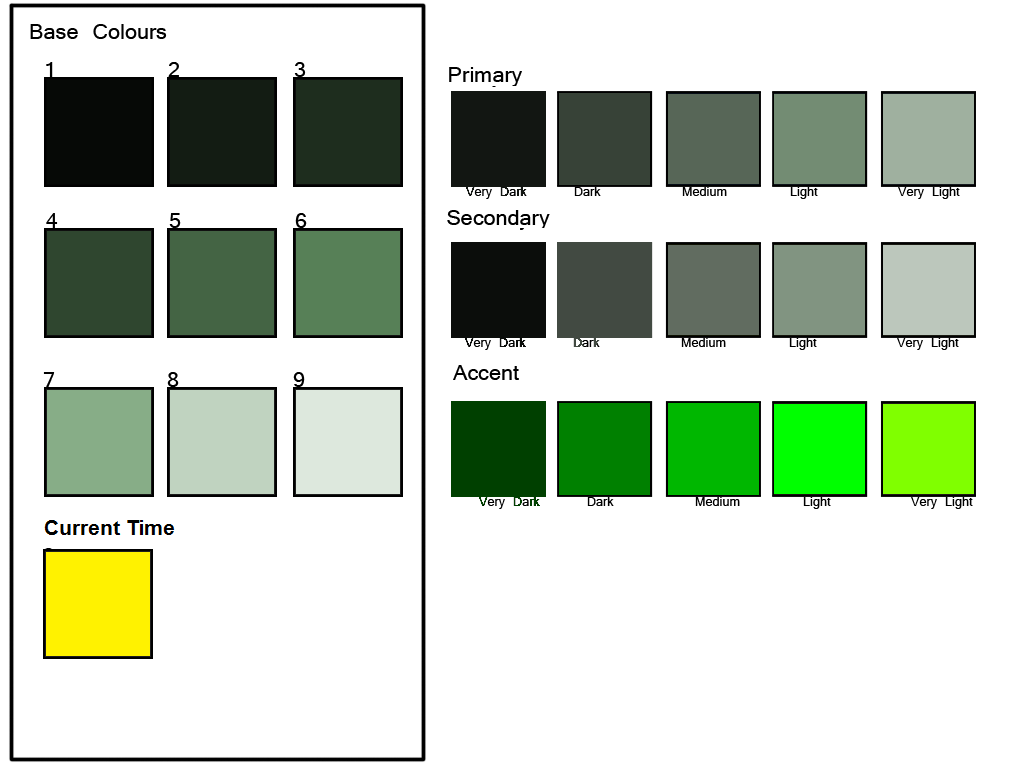 Base Colours
1 2 3
4 5 6
7 8 9
Current Time
Primary
Very Dark Dark Medium Light Very Light
Secondary
Very Dark Dark Medium Light Very Light
Accent
Very Dark Dark Medium Light Very Light